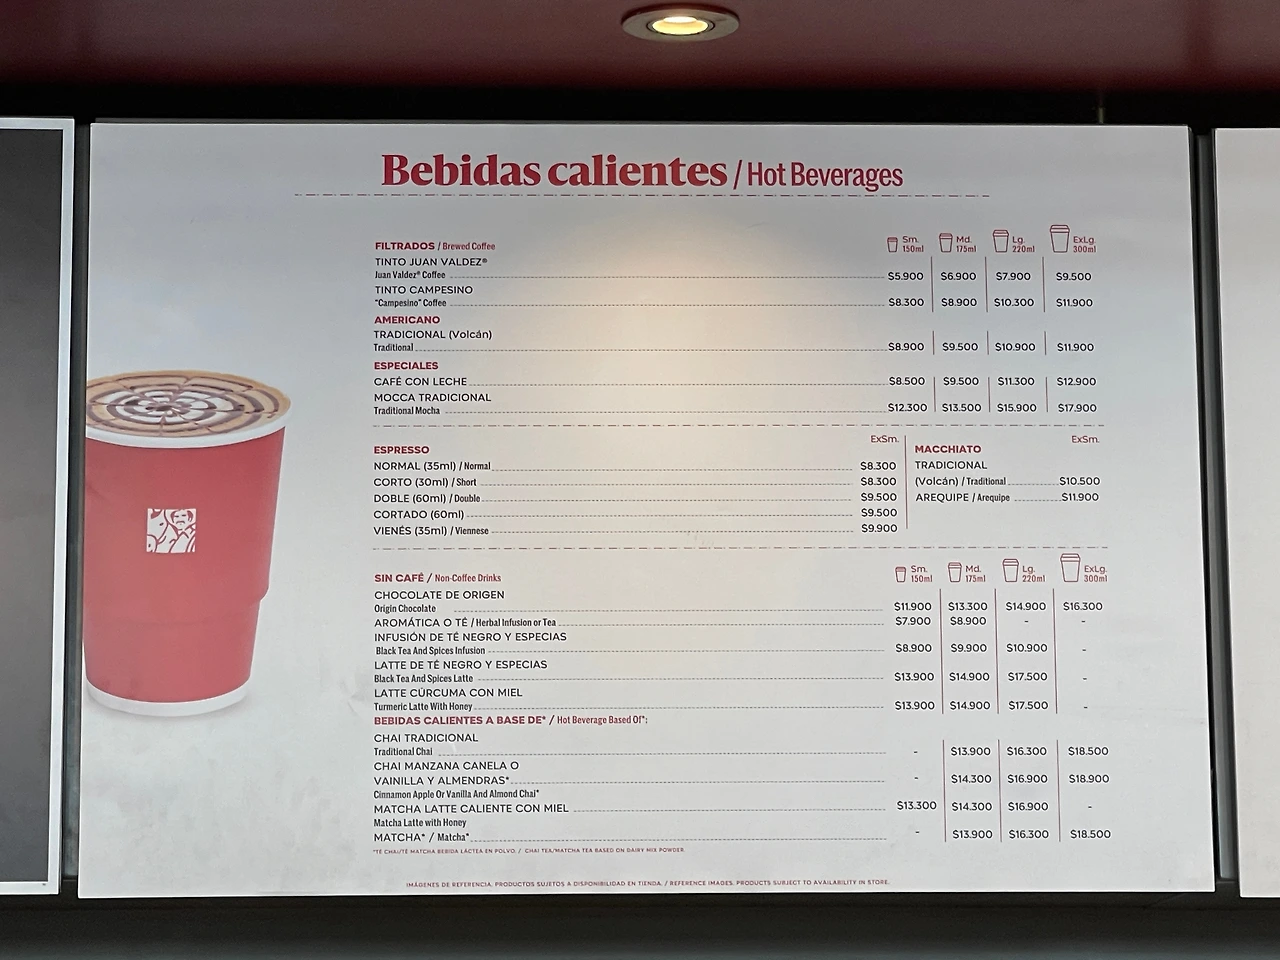 Bebidas calientes / Hot Beverages
FILTRADOS / Brewed Coffee Sm. 150ml Md. 175ml Lg. 220ml ExLg. 300ml
TINTO JUAN VALDEZ®
Juan Valdez® Coffee $5.900 $6.900 $7.900 $9.500
TINTO CAMPESINO
"Campesino" Coffee $8.300 $8.900 $10.300 $11.900
AMERICANO
TRADICIONAL (Volcán)
Traditional $8.900 $9.500 $10.900 $11.900
ESPECIALES
CAFÉ CON LECHE $8.500 $9.500 $11.300 $12.900
MOCCA TRADICIONAL
Traditional Mocha $12.300 $13.500 $15.900 $17.900
ExSm.
ESPRESSO
NORMAL (35ml) / Normal $8.300
CORTO (30ml) / Short $8.300
DOBLE (60ml) / Double $9.500
CORTADO (60ml) $9.500
VIENÉS (35ml) / Viennese $9.900
ExSm.
MACCHIATO
TRADICIONAL
(Volcán) / Traditional $10.500
AREQUIPE / Arequipe $11.900
SIN CAFÉ / Non-Coffee Drinks Sm. 150ml Md. 175ml Lg. 220ml ExLg. 300ml
CHOCOLATE DE ORIGEN
Origin Chocolate $11.900 $13.300 $14.900 $16.300
AROMÁTICA O TÉ / Herbal Infusion or Tea $7.900 $8.900 - -
INFUSIÓN DE TÉ NEGRO Y ESPECIAS
Black Tea And Spices Infusion $8.900 $9.900 $10.900 -
LATTE DE TÉ NEGRO Y ESPECIAS
Black Tea And Spices Latte $13.900 $14.900 $17.500 -
LATTE CÚRCUMA CON MIEL
Turmeric Latte With Honey $13.900 $14.900 $17.500 -
BEBIDAS CALIENTES A BASE DE* / Hot Beverage Based Of*:
CHAI TRADICIONAL
Traditional Chai - $13.900 $16.300 $18.500
CHAI MANZANA CANELA O
VAINILLA Y ALMENDRAS* - $14.300 $16.900 $18.900
Cinnamon Apple Or Vanilla And Almond Chai*
MATCHA LATTE CALIENTE CON MIEL $13.300 $14.300 $16.900 -
Matcha Latte with Honey
MATCHA* / Matcha* - $13.900 $16.300 $18.500
*TÉ CHAI/TÉ MATCHA BEBIDA LÁCTEA EN POLVO. / CHAI TEA/MATCHA TEA BASED ON DAIRY MIX POWDER.
IMÁGENES DE REFERENCIA. PRODUCTOS SUJETOS A DISPONIBILIDAD EN TIENDA. / REFERENCE IMAGES. PRODUCTS SUBJECT TO AVAILABILITY IN STORE.